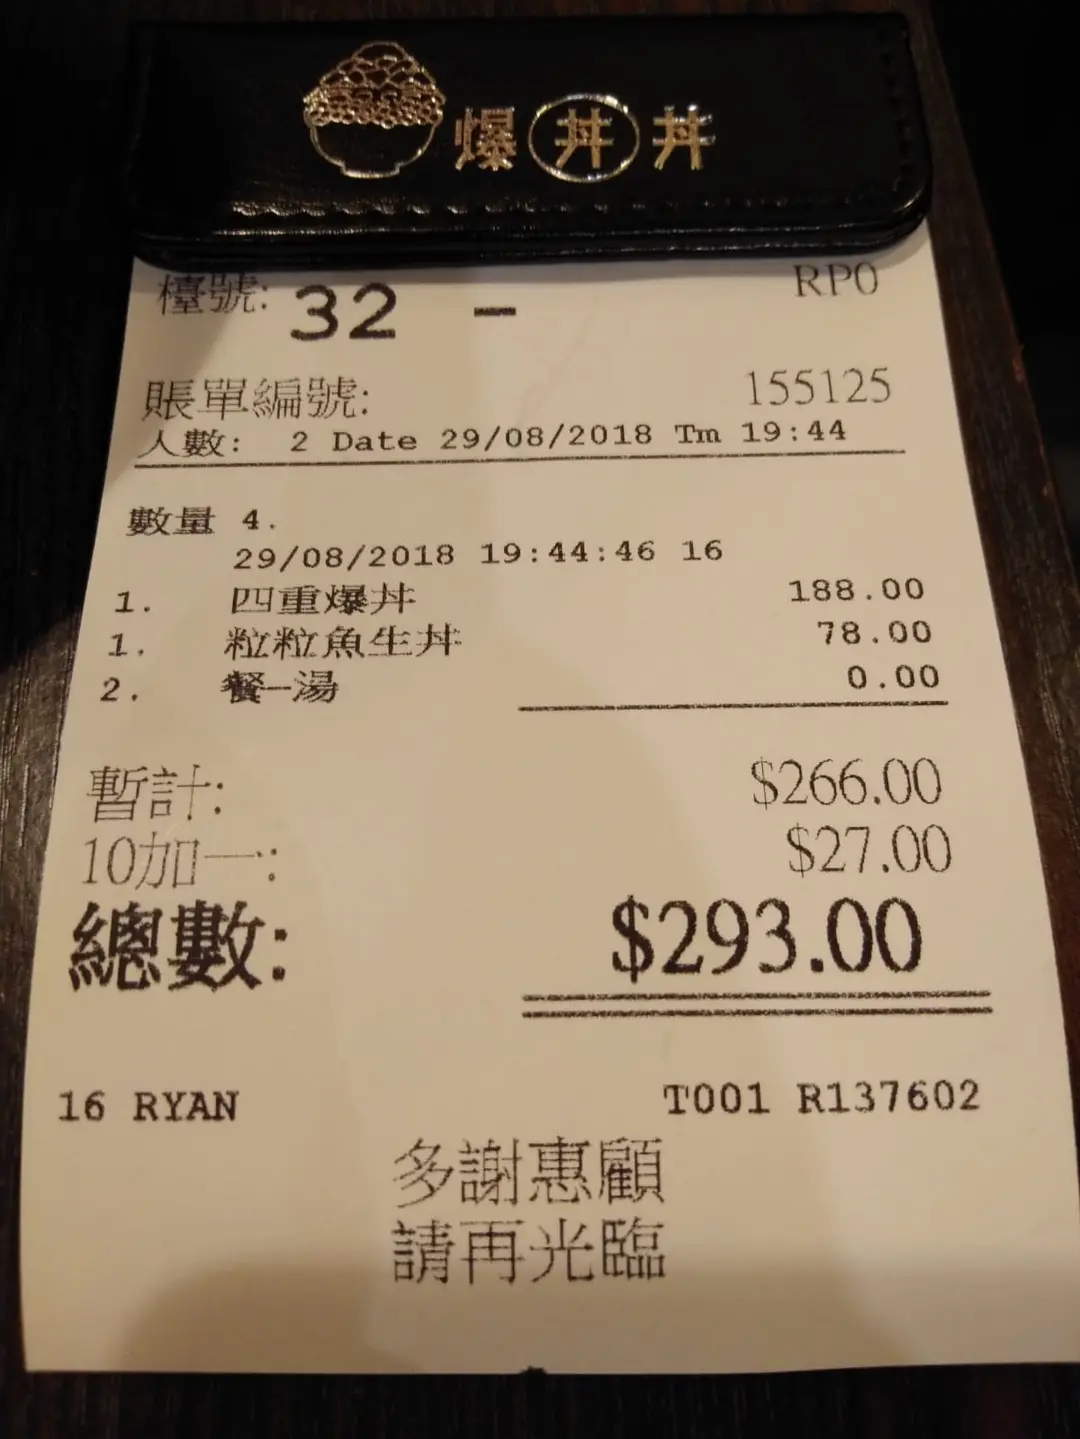 爆丼丼
檯號: 32 - RP0
賬單編號: 155125
人數: 2 Date 29/08/2018 Tm 19:44
數量 4.
29/08/2018 19:44:46 16
1. 四重爆丼 188.00
1. 粒粒魚生丼 78.00
2. 餐—湯 0.00
暫計: $266.00
10加一: $27.00
總數: $293.00
16 RYAN T001 R137602
多謝惠顧
請再光臨